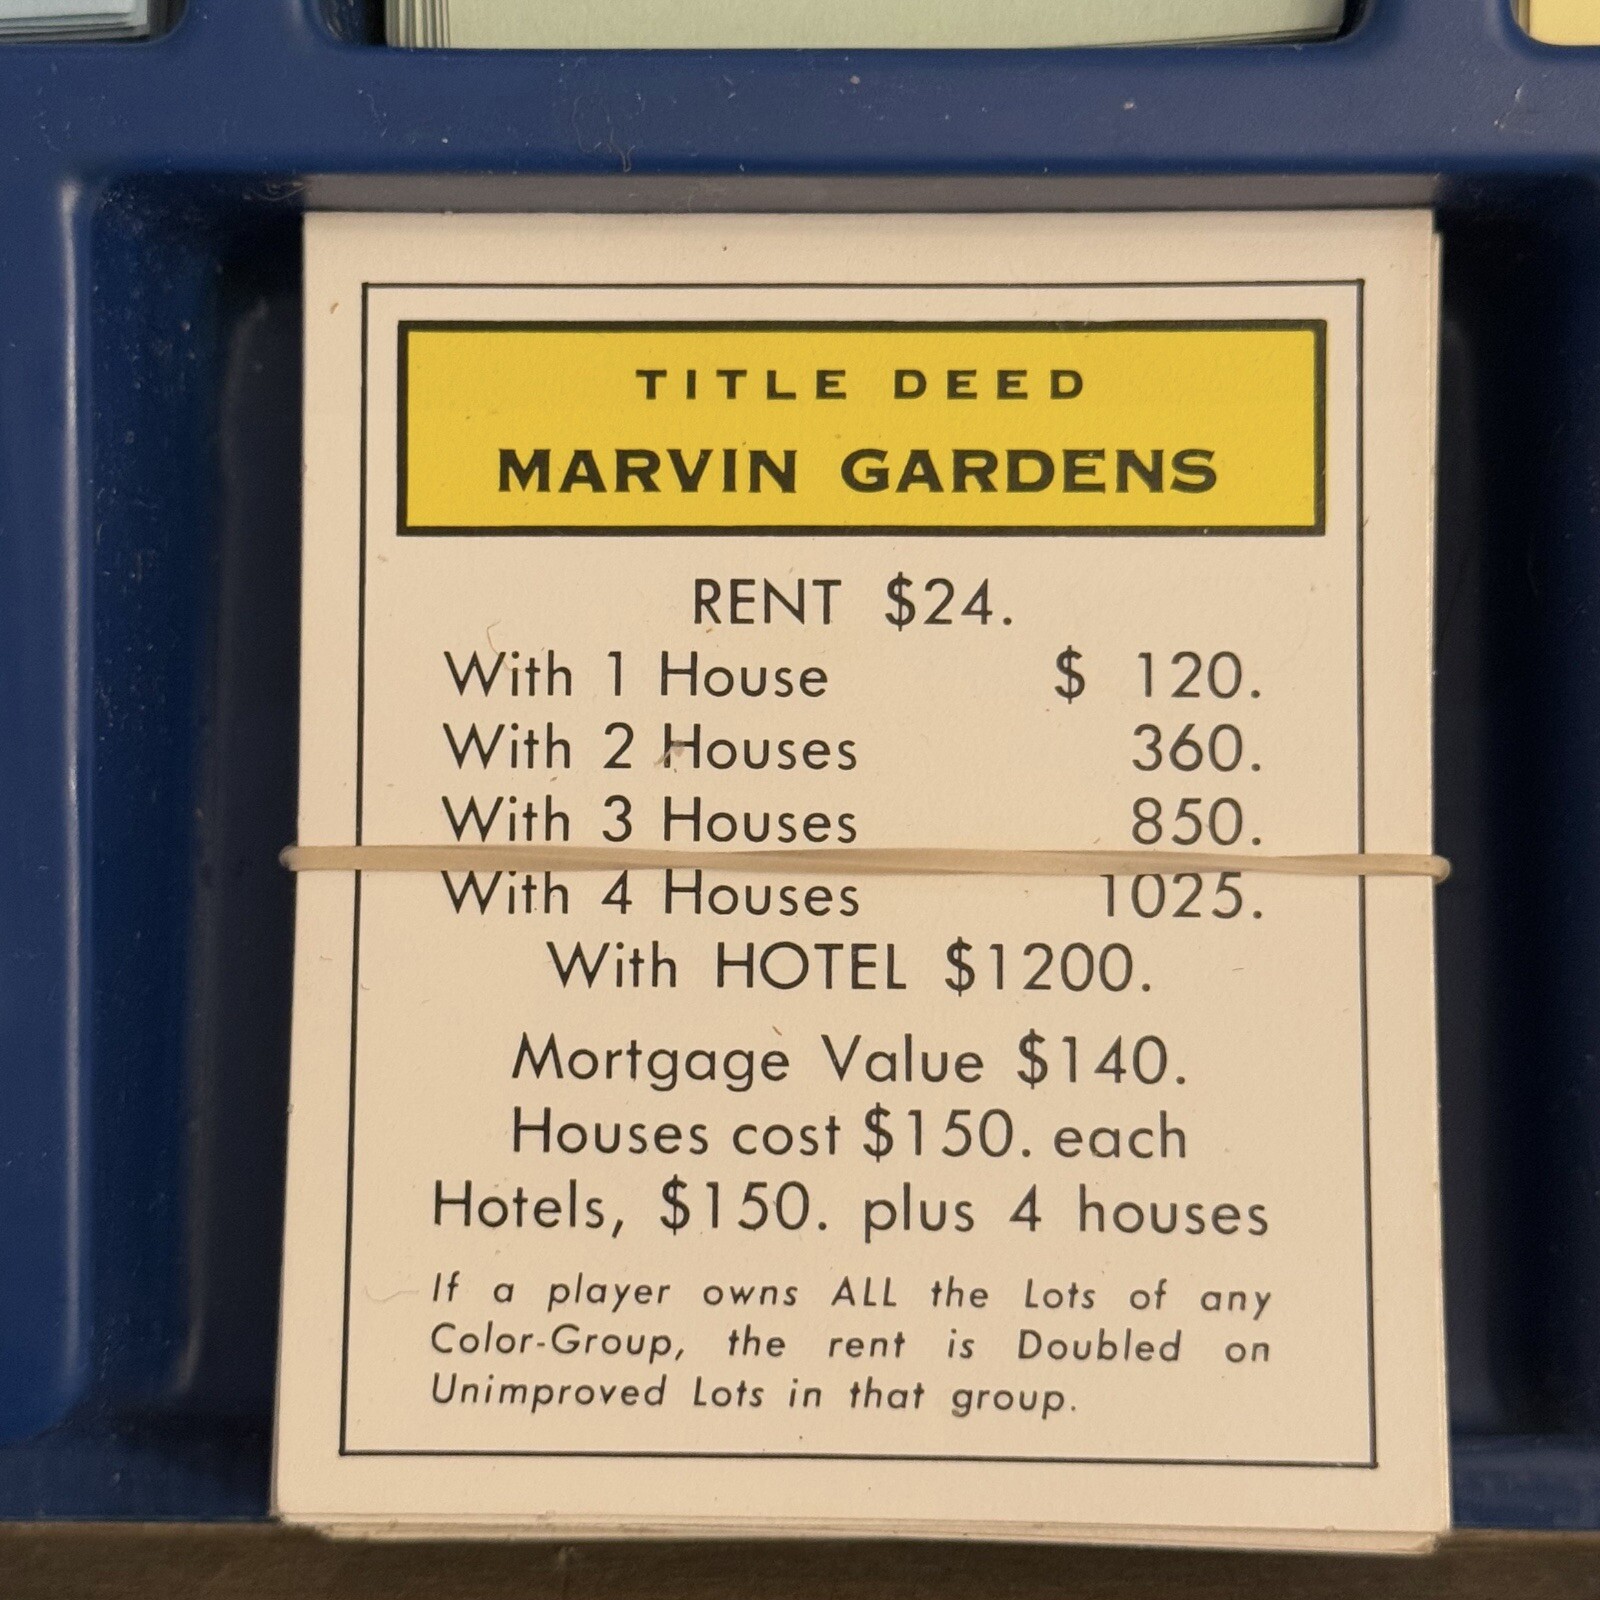 TITLE DEED
MARVIN GARDENS
RENT $24.
With 1 House $ 120.
With 2 Houses 360.
With 3 Houses 850.
With 4 Houses 1025.
With HOTEL $1200.
Mortgage Value $140.
Houses cost $150. each
Hotels, $150. plus 4 houses
If a player owns ALL the Lots of any
Color-Group, the rent is Doubled on
Unimproved Lots in that group.